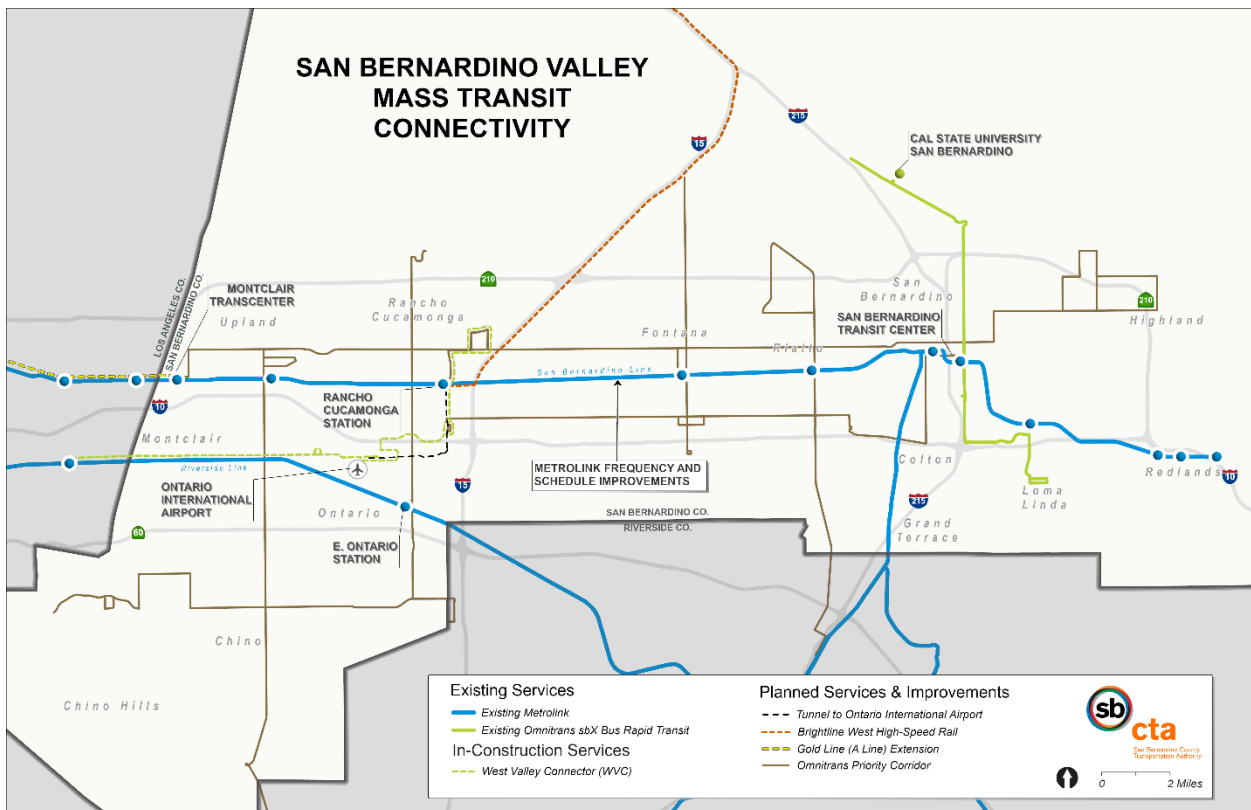 SAN BERNARDINO VALLEY
MASS TRANSIT
CONNECTIVITY
215
CAL STATE UNIVERSITY
SAN BERNARDINO
15
LOS ANGELES CO.
SAN BERNARDINO CO.
MONTCLAIR
TRANSCENTER
Upland
210
Rancho
Cucamonga
San
Bernardino
SAN BERNARDINO
TRANSIT CENTER
210
Highland
Fontana
Rialto
San Bernardino Line
10
RANCHO
CUCAMONGA
STATION
Montclair
Riverside Line
METROLINK FREQUENCY AND
SCHEDULE IMPROVEMENTS
Colton
Redlands
10
ONTARIO
INTERNATIONAL
AIRPORT
15
Loma
Linda
215
Ontario
SAN BERNARDINO CO.
RIVERSIDE CO.
Grand
Terrace
60
E. ONTARIO
STATION
Chino
Chino Hills
Existing Services
Existing Metrolink
Existing Omnitrans sbX Bus Rapid Transit
In-Construction Services
West Valley Connector (WVC)
Planned Services & Improvements
Tunnel to Ontario International Airport
Brightline West High-Speed Rail
Gold Line (A Line) Extension
Omnitrans Priority Corridor
sb
cta
San Bernardino County
Transportation Authority
0 2 Miles